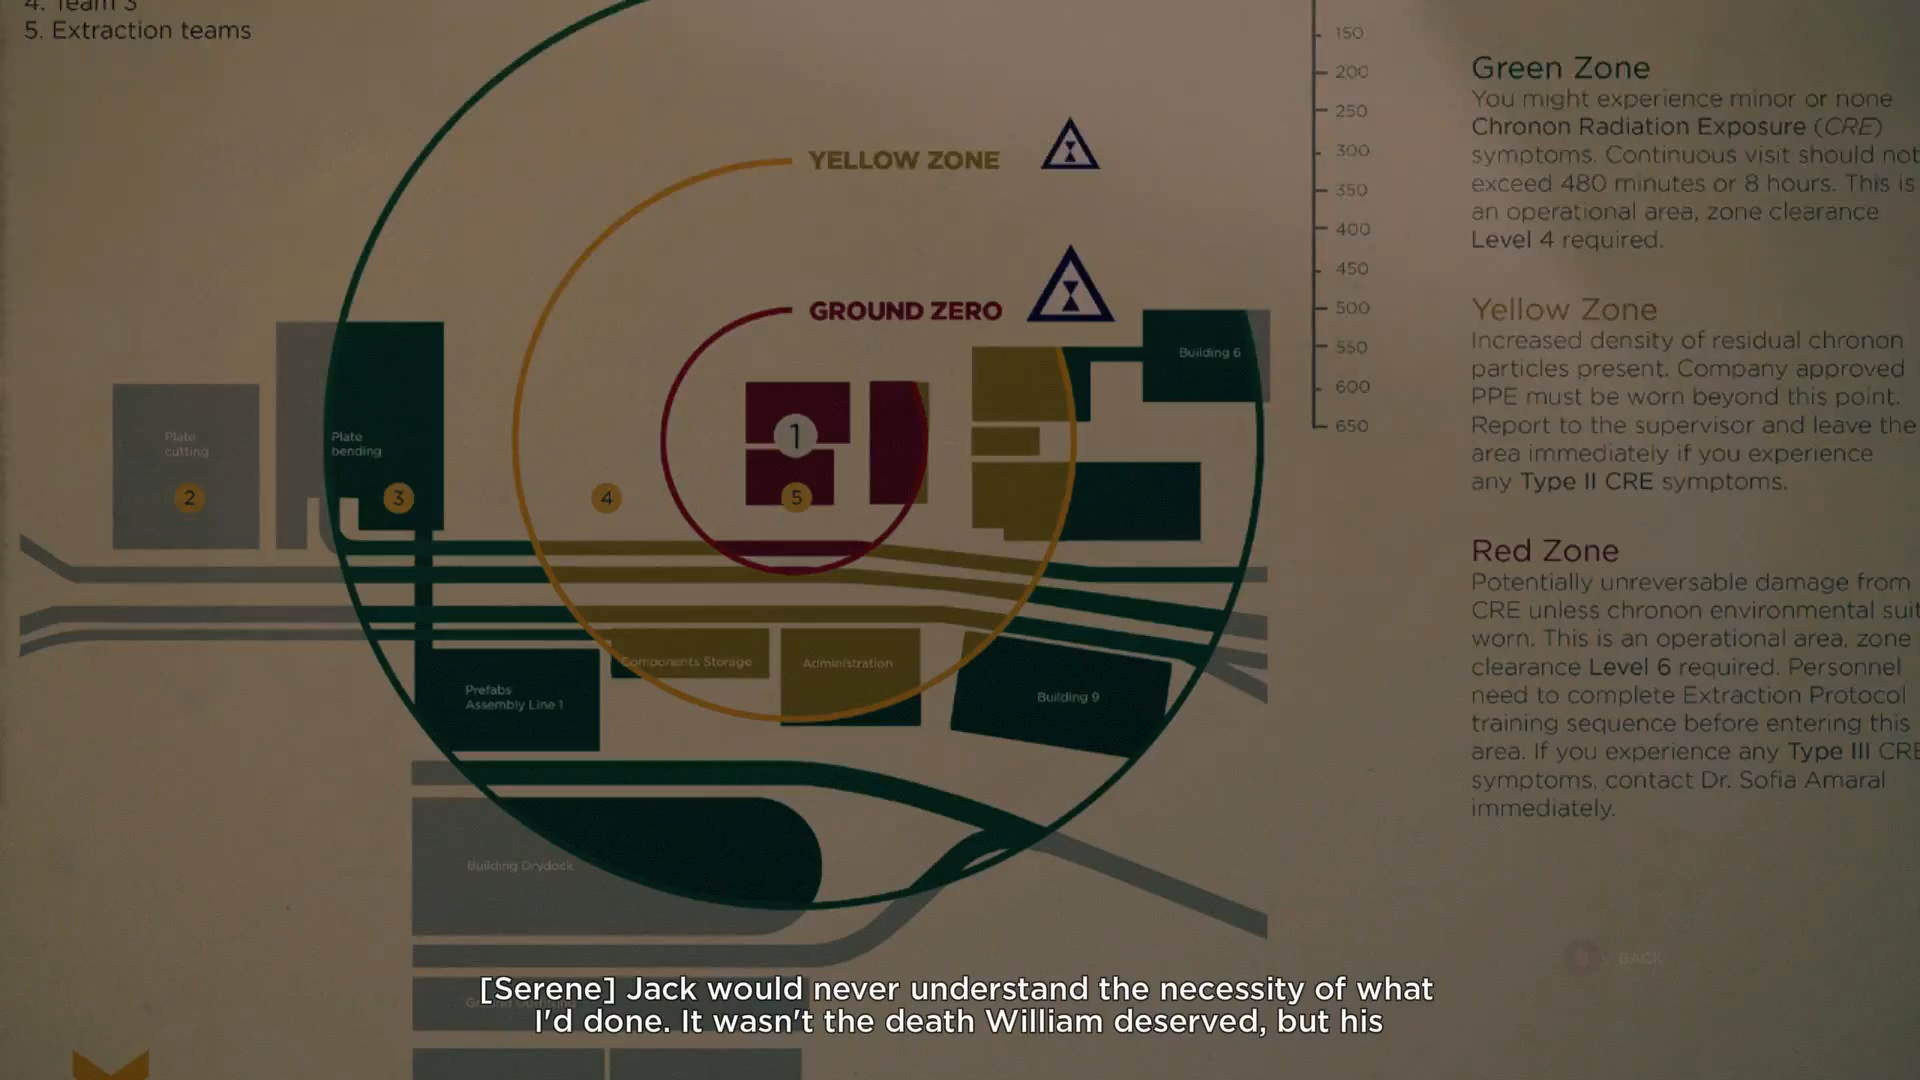 4. Team 3
5. Extraction teams
150
200
250
300
350
400
450
500
550
600
650
YELLOW ZONE
GROUND ZERO
Building 6
1
Plate
cutting
2
Plate
bending
3
4
5
Components Storage
Administration
Prefabs
Assembly Line 1
Building 9
Building Drydock
Green Zone
You might experience minor or none
Chronon Radiation Exposure (CRE)
symptoms. Continuous visit should not
exceed 480 minutes or 8 hours. This is
an operational area, zone clearance
Level 4 required.
Yellow Zone
Increased density of residual chronon
particles present. Company approved
PPE must be worn beyond this point.
Report to the supervisor and leave the
area immediately if you experience
any Type II CRE symptoms.
Red Zone
Potentially unreversable damage from
CRE unless chronon environmental suit
worn. This is an operational area, zone
clearance Level 6 required. Personnel
need to complete Extraction Protocol
training sequence before entering this
area. If you experience any Type III CRE
symptoms, contact Dr. Sofia Amaral
immediately.
BACK
[Serene] Jack would never understand the necessity of what
I'd done. It wasn't the death William deserved, but his